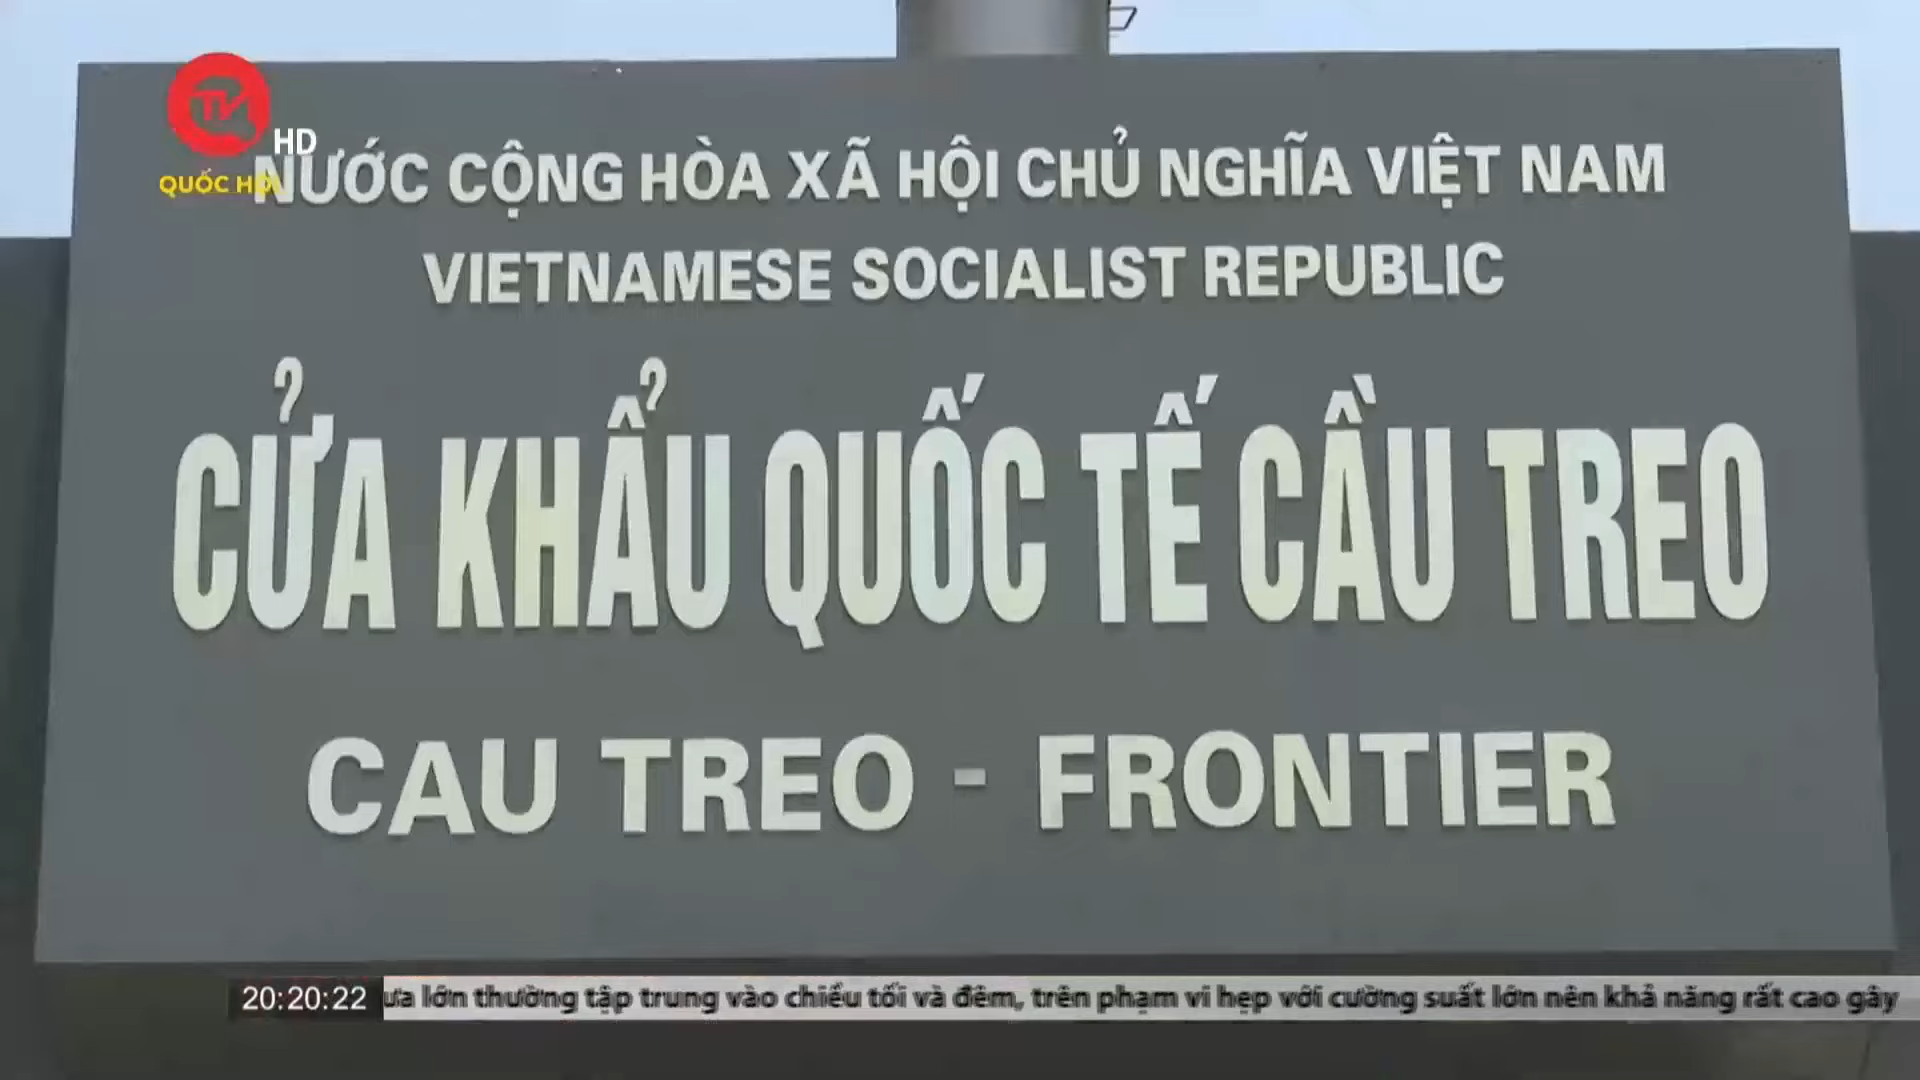 HD
QUỐC HỘI
NƯỚC CỘNG HÒA XÃ HỘI CHỦ NGHĨA VIỆT NAM
VIETNAMESE SOCIALIST REPUBLIC
CỬA KHẨU QUỐC TẾ CẦU TREO
CAU TREO - FRONTIER
20:20:22 ưa lớn thường tập trung vào chiều tối và đêm, trên phạm vi hẹp với cường suất lớn nên khả năng rất cao gây